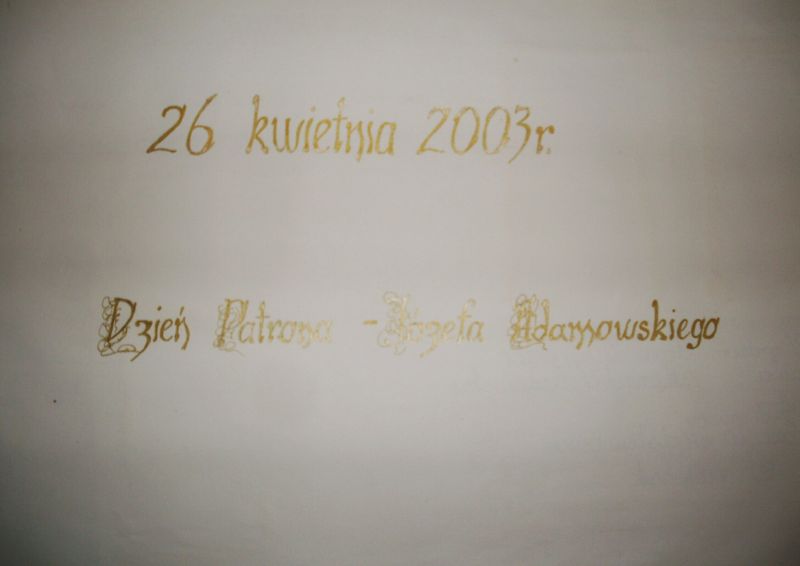 26 kwietnia 2003r.
Dzień Patrona - Józefa Adamowskiego